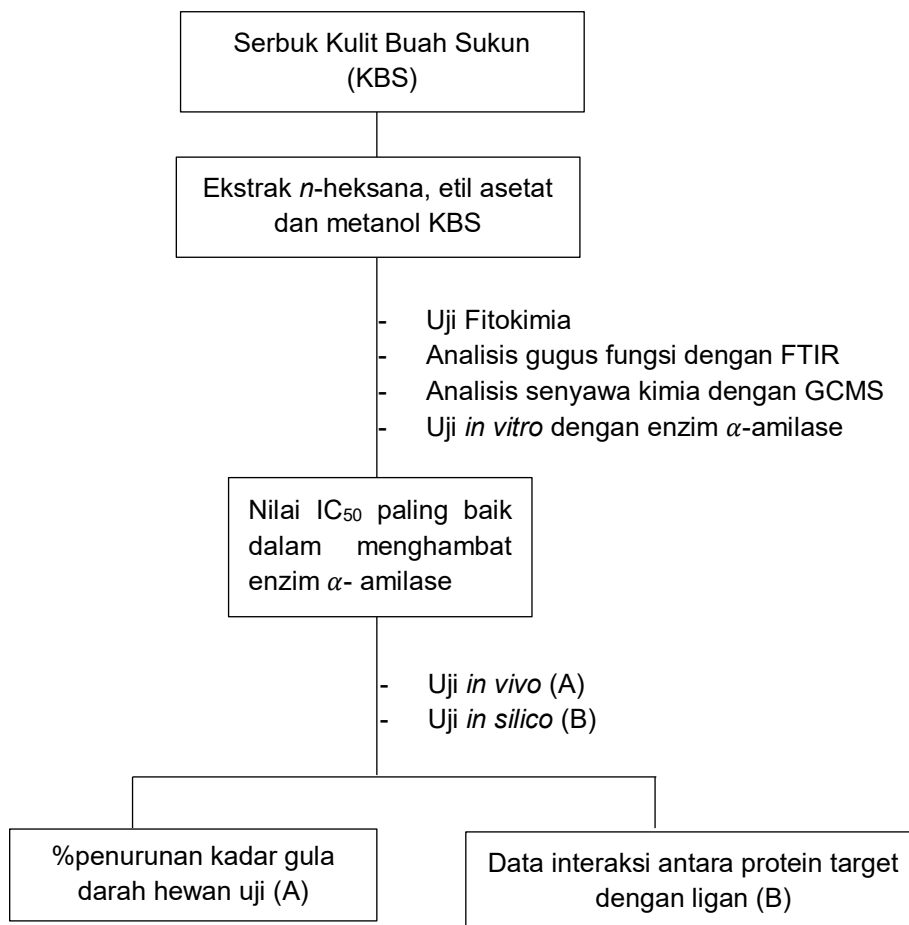 Serbuk Kulit Buah Sukun
(KBS)
Ekstrak n-heksana, etil asetat
dan metanol KBS
- Uji Fitokimia
- Analisis gugus fungsi dengan FTIR
- Analisis senyawa kimia dengan GCMS
- Uji in vitro dengan enzim 𝛼-amilase
Nilai IC₅₀ paling baik
dalam menghambat
enzim 𝛼- amilase
- Uji in vivo (A)
- Uji in silico (B)
%penurunan kadar gula
darah hewan uji (A)
Data interaksi antara protein target
dengan ligan (B)